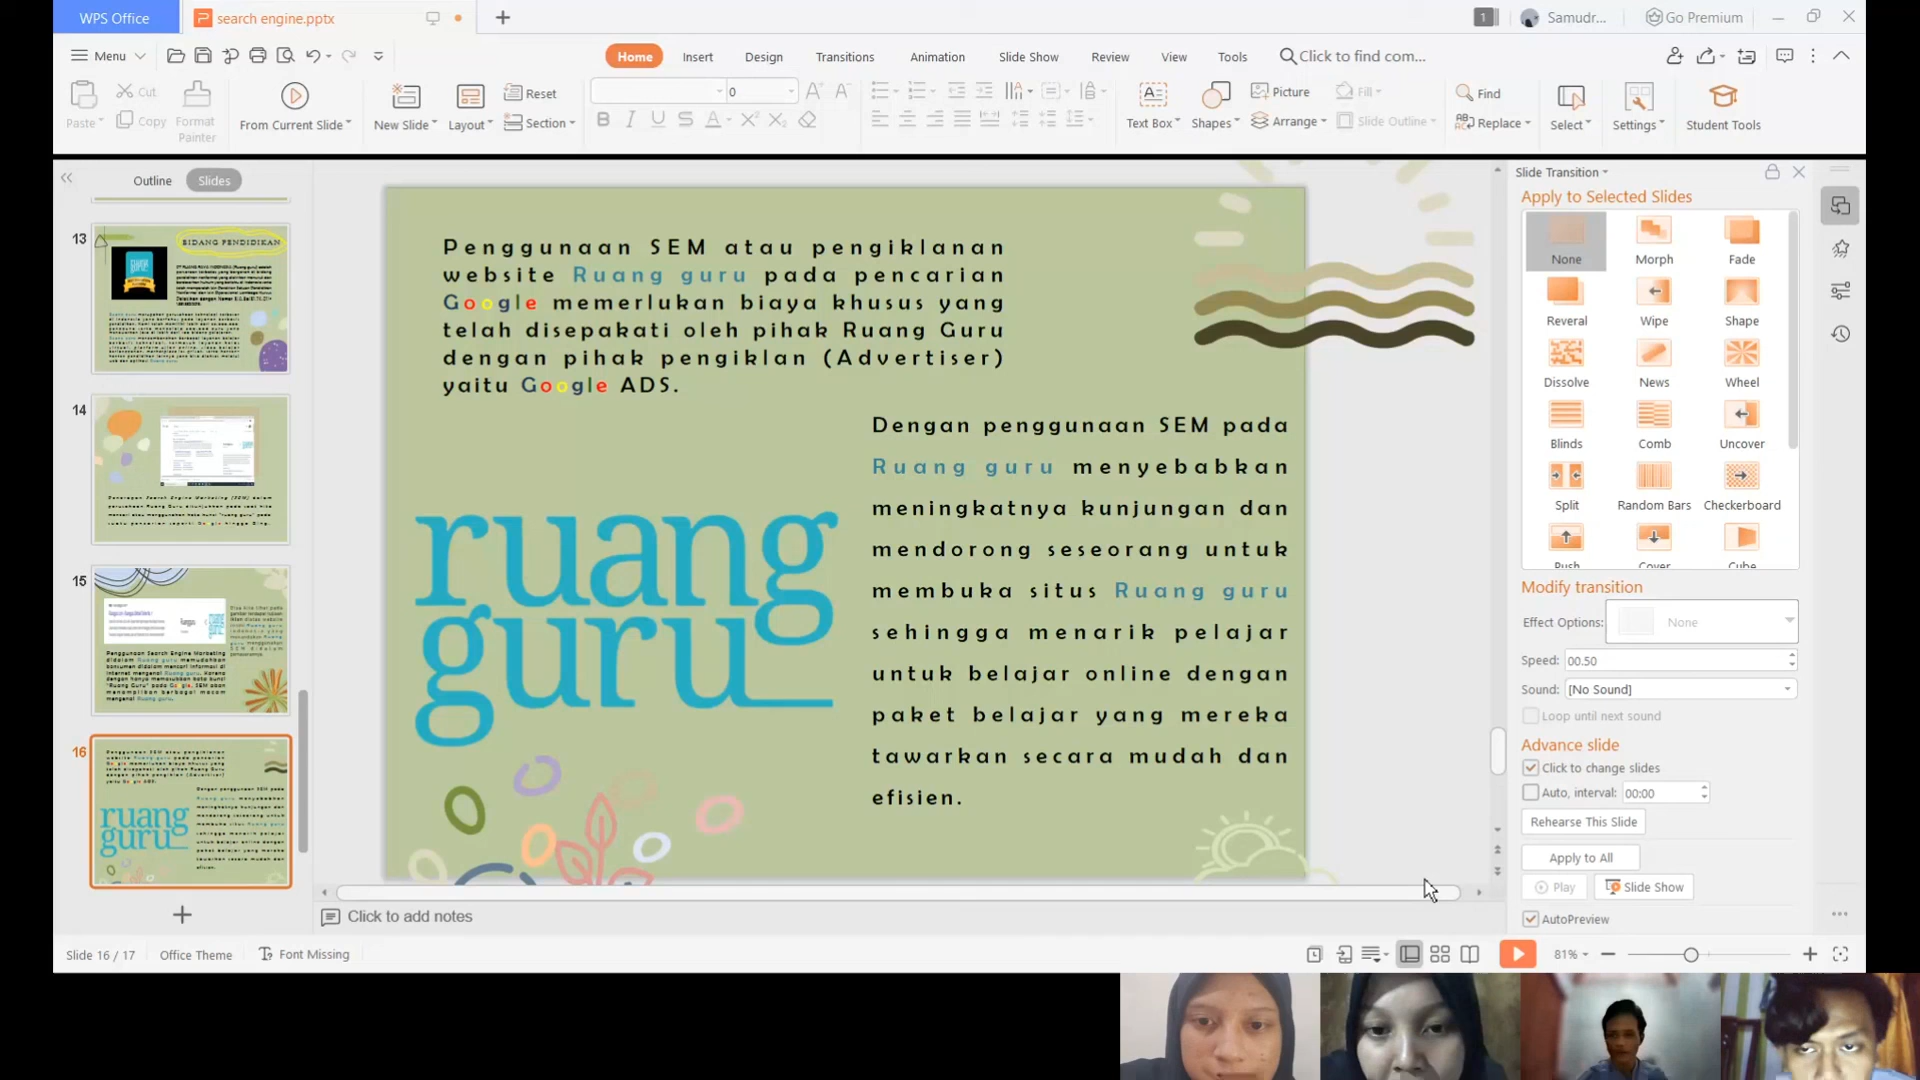 WPS Office
search engine.pptx
1
Samudr...
Go Premium
Menu
Home
Insert
Design
Transitions
Animation
Slide Show
Review
View
Tools
Click to find com...
Paste
Cut
Copy
Format
Painter
From Current Slide
New Slide
Layout
Reset
Section
0
Text Box
Shapes
Picture
Arrange
Fill
Slide Outline
Find
Replace
Select
Settings
Student Tools
Outline
Slides
13
BIDANG PENDIDIKAN
14
15
16
Penggunaan SEM atau pengiklanan
website Ruang guru pada pencarian
Google memerlukan biaya khusus yang
telah disepakati oleh pihak Ruang Guru
dengan pihak pengiklan (Advertiser)
yaitu Google ADS.
Dengan penggunaan SEM pada
Ruang guru menyebabkan
meningkatnya kunjungan dan
mendorong seseorang untuk
membuka situs Ruang guru
sehingga menarik pelajar
untuk belajar online dengan
paket belajar yang mereka
tawarkan secara mudah dan
efisien.
ruang
guru
Click to add notes
Slide Transition
Apply to Selected Slides
None
Morph
Fade
Reveral
Wipe
Shape
Dissolve
News
Wheel
Blinds
Comb
Uncover
Split
Random Bars
Checkerboard
Push
Cover
Cube
Modify transition
Effect Options:
None
Speed:
00.50
Sound:
[No Sound]
Loop until next sound
Advance slide
Click to change slides
Auto, interval:
00:00
Rehearse This Slide
Apply to All
Play
Slide Show
AutoPreview
Slide 16 / 17
Office Theme
Font Missing
81%